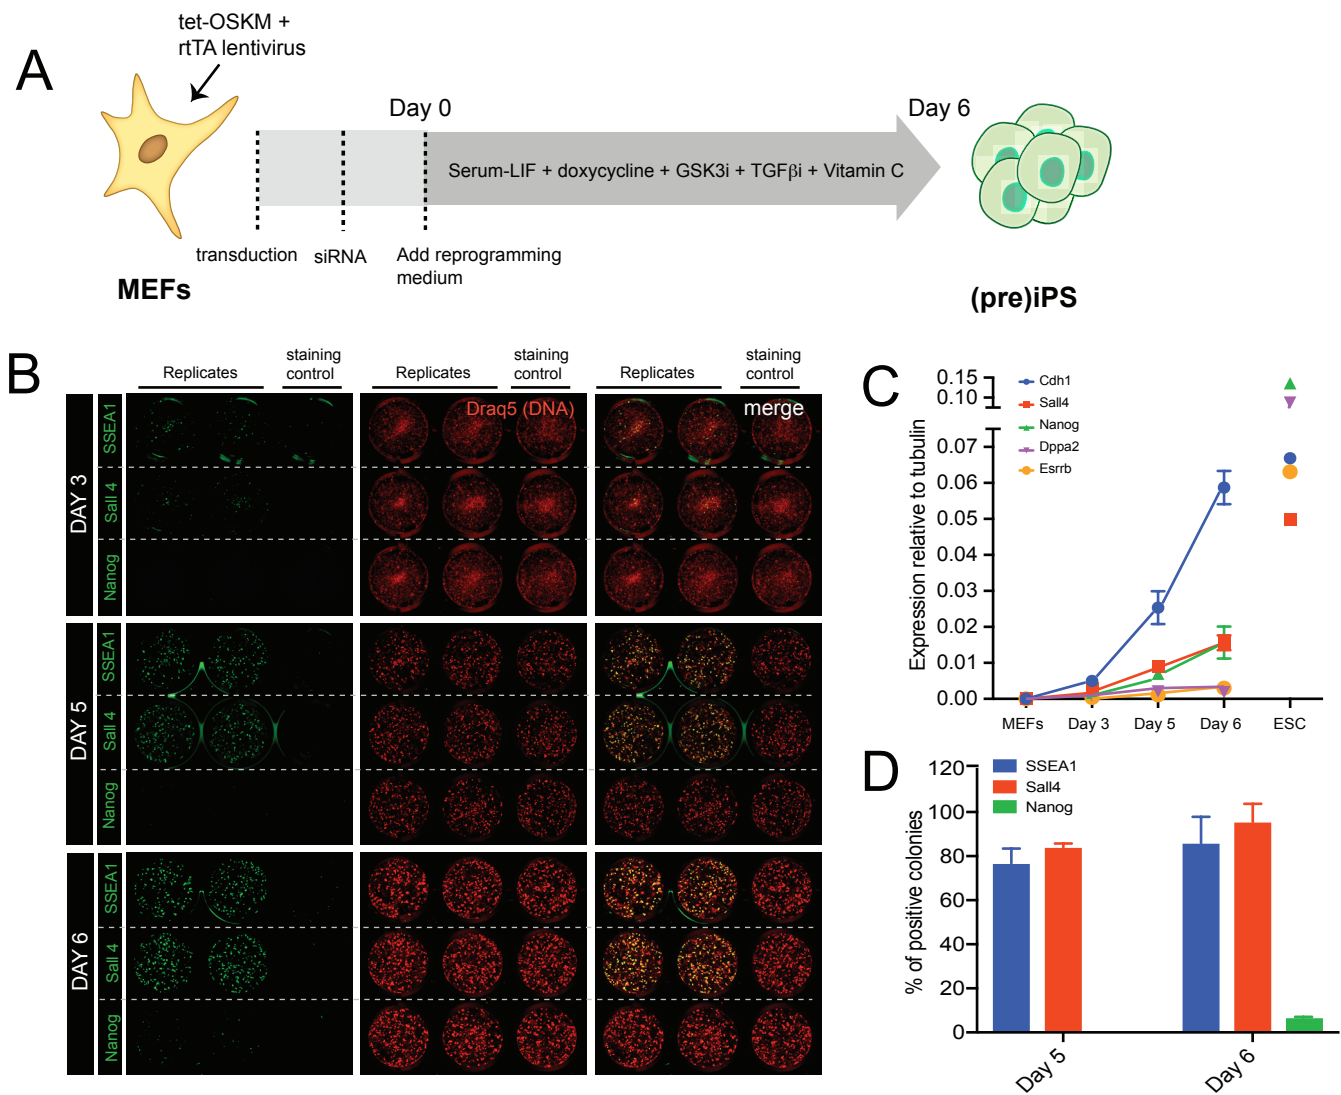 A
tet-OSKM +
rtTA lentivirus
Day 0
Day 6
Serum-LIF + doxycycline + GSK3i + TGFβi + Vitamin C
transduction
siRNA
Add reprogramming
medium
MEFs
(pre)iPS
B
Replicates
staining
control
Replicates
staining
control
Replicates
staining
control
Draq5 (DNA)
merge
DAY 3
SSEA1
Sall 4
Nanog
DAY 5
SSEA1
Sall 4
Nanog
DAY 6
SSEA1
Sall 4
Nanog
C
Expression relative to tubulin
0.15
0.10
0.07
0.06
0.05
0.04
0.03
0.02
0.01
0.00
Cdh1
Sall4
Nanog
Dppa2
Esrrb
MEFs
Day 3
Day 5
Day 6
ESC
D
% of positive colonies
120
100
80
60
40
20
0
SSEA1
Sall4
Nanog
Day 5
Day 6